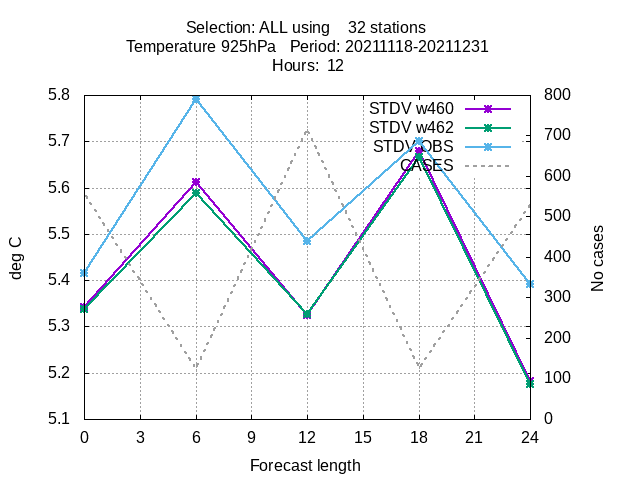 Selection: ALL using    32 stations
Temperature 925hPa   Period: 20211118-20211231
Hours:  12
5.8
5.7
5.6
5.5
5.4
5.3
5.2
5.1
deg C
STDV w460
STDV w462
STDV OBS
CASES
800
700
600
500
400
300
200
100
0
No cases
0 3 6 9 12 15 18 21 24
Forecast length